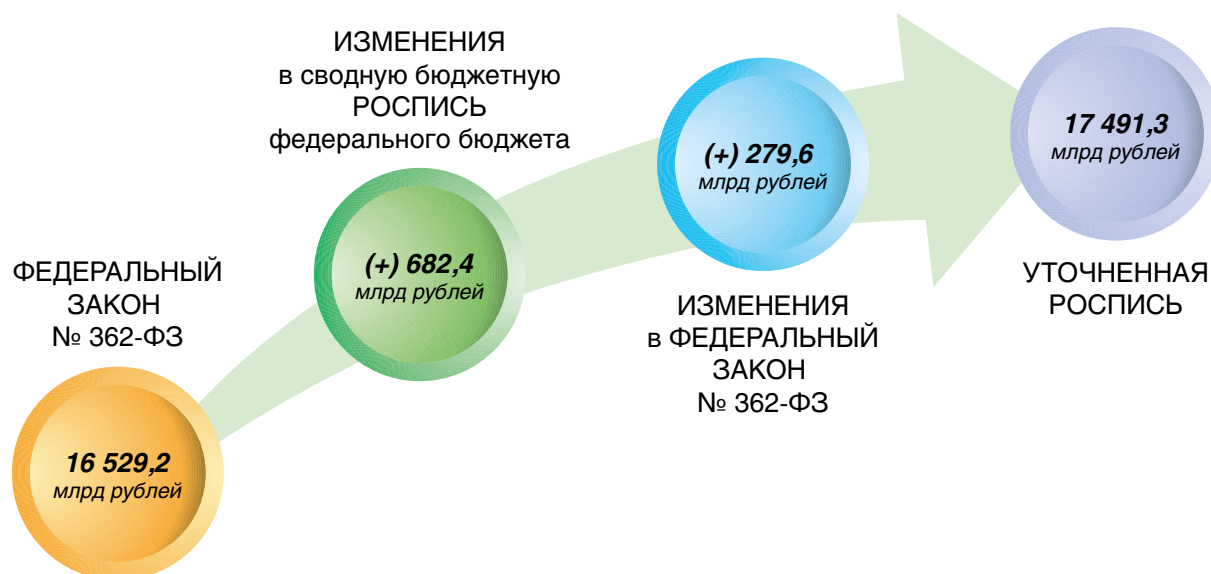 ФЕДЕРАЛЬНЫЙ
ЗАКОН
№ 362-ФЗ
16 529,2
млрд рублей
ИЗМЕНЕНИЯ
в сводную бюджетную
РОСПИСЬ
федерального бюджета
(+) 682,4
млрд рублей
(+) 279,6
млрд рублей
ИЗМЕНЕНИЯ
в ФЕДЕРАЛЬНЫЙ
ЗАКОН
№ 362-ФЗ
17 491,3
млрд рублей
УТОЧНЕННАЯ
РОСПИСЬ